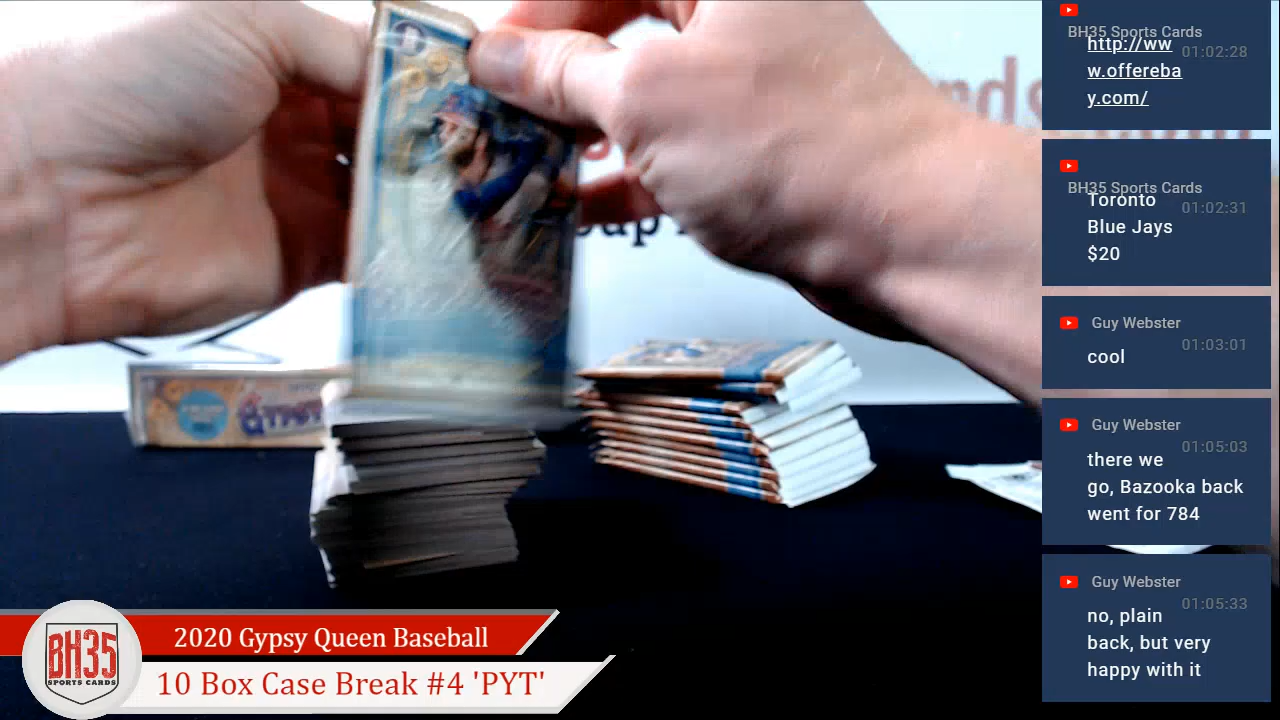 BH35 Sports Cards
01:02:28
http://ww
w.offereba
y.com/
BH35 Sports Cards
01:02:31
Toronto
Blue Jays
$20
Guy Webster
01:03:01
cool
Guy Webster
01:05:03
there we
go, Bazooka back
went for 784
Guy Webster
01:05:33
no, plain
back, but very
happy with it
2020 Gypsy Queen Baseball
10 Box Case Break #4 'PYT'
BH35
SPORTS CARDS